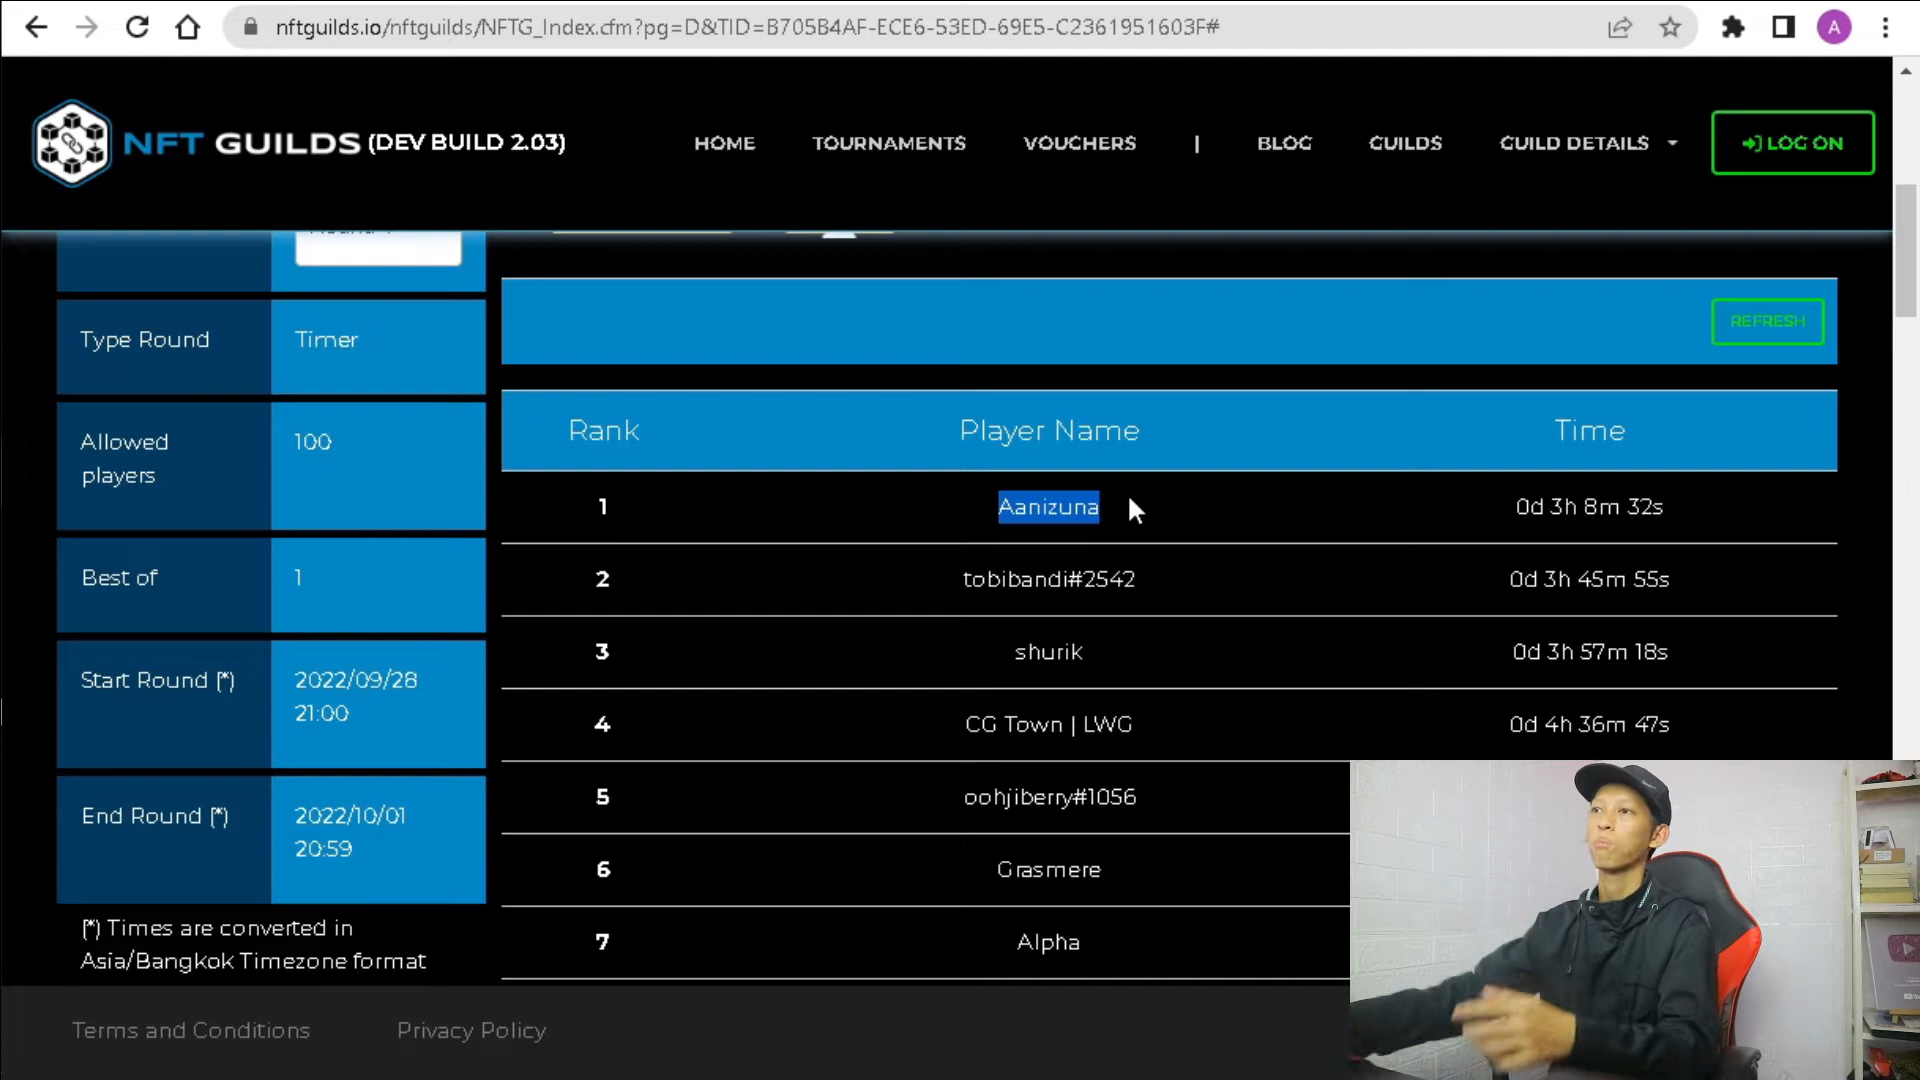 nftguilds.io/nftguilds/NFTG_Index.cfm?pg=D&TID=B705B4AF-ECE6-53ED-69E5-C2361951603F#
A
NFT GUILDS (DEV BUILD 2.03)
HOME
TOURNAMENTS
VOUCHERS
|
BLOG
GUILDS
GUILD DETAILS
LOG ON
Type Round
Timer
Allowed
players
100
Best of
1
Start Round (*)
2022/09/28
21:00
End Round (*)
2022/10/01
20:59
(*) Times are converted in
Asia/Bangkok Timezone format
REFRESH
Rank Player Name Time
1 Aanizuna 0d 3h 8m 32s
2 tobibandi#2542 0d 3h 45m 55s
3 shurik 0d 3h 57m 18s
4 CG Town | LWG 0d 4h 36m 47s
5 oohjiberry#1056
6 Grasmere
7 Alpha
Terms and Conditions
Privacy Policy